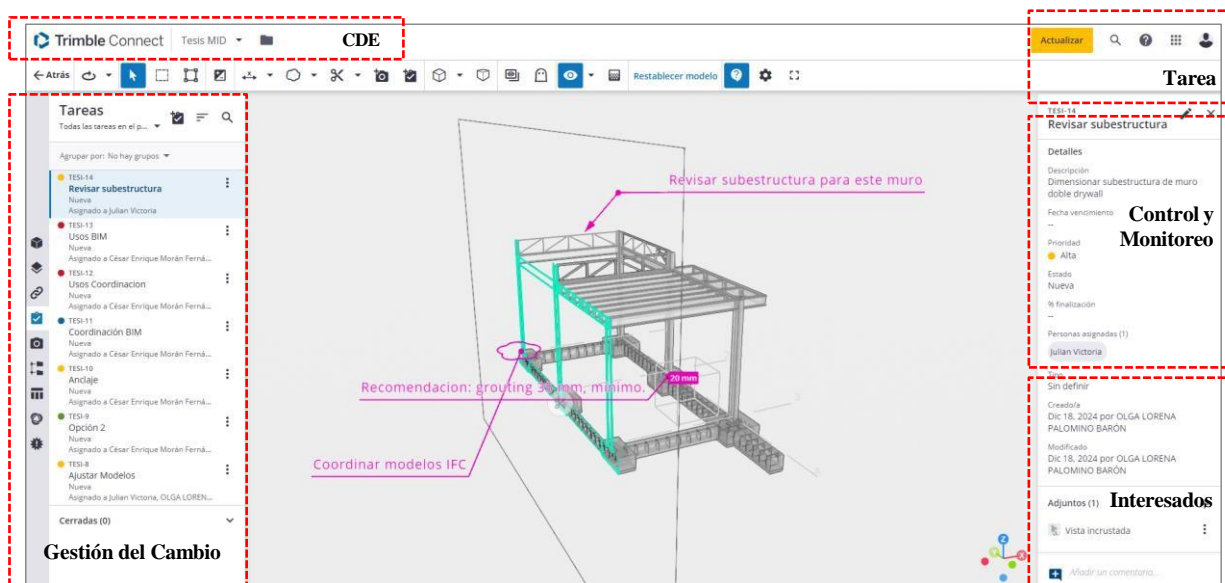 Trimble Connect Tesis MID CDE
Actualizar
Atrás
Restablecer modelo
Tarea
Tareas
Todas las tareas en el p...
Agrupar por: No hay grupos
TESI-14
Revisar subestructura
Nueva
Asignado a Julian Victoria
TESI-13
Usos BIM
Nueva
Asignado a César Enrique Morán Ferná...
TESI-12
Usos Coordinacion
Nueva
Asignado a César Enrique Morán Ferná...
TESI-11
Coordinación BIM
Nueva
Asignado a César Enrique Morán Ferná...
TESI-10
Anclaje
Nueva
Asignado a César Enrique Morán Ferná...
TESI-9
Opción 2
Nueva
Asignado a César Enrique Morán Ferná...
TESI-8
Ajustar Modelos
Nueva
Asignado a Julian Victoria, OLGA LOREN...
Cerradas (0)
Gestión del Cambio
Revisar subestructura para este muro
20 mm
Recomendacion: grouting mm, minimo.
Coordinar modelos IFC
Z
TESI-14
Revisar subestructura
Detalles
Descripción
Dimensionar subestructura de muro
doble drywall
Fecha vencimiento
--
Prioridad
Alta
Estado
Nueva
% finalización
--
Personas asignadas (1)
Julian Victoria
Control y
Monitoreo
Tipo
Sin definir
Creado/a
Dic 18, 2024 por OLGA LORENA
PALOMINO BARÓN
Modificado
Dic 18, 2024 por OLGA LORENA
PALOMINO BARÓN
Adjuntos (1)
Interesados
Vista incrustada
Añadir un comentario...